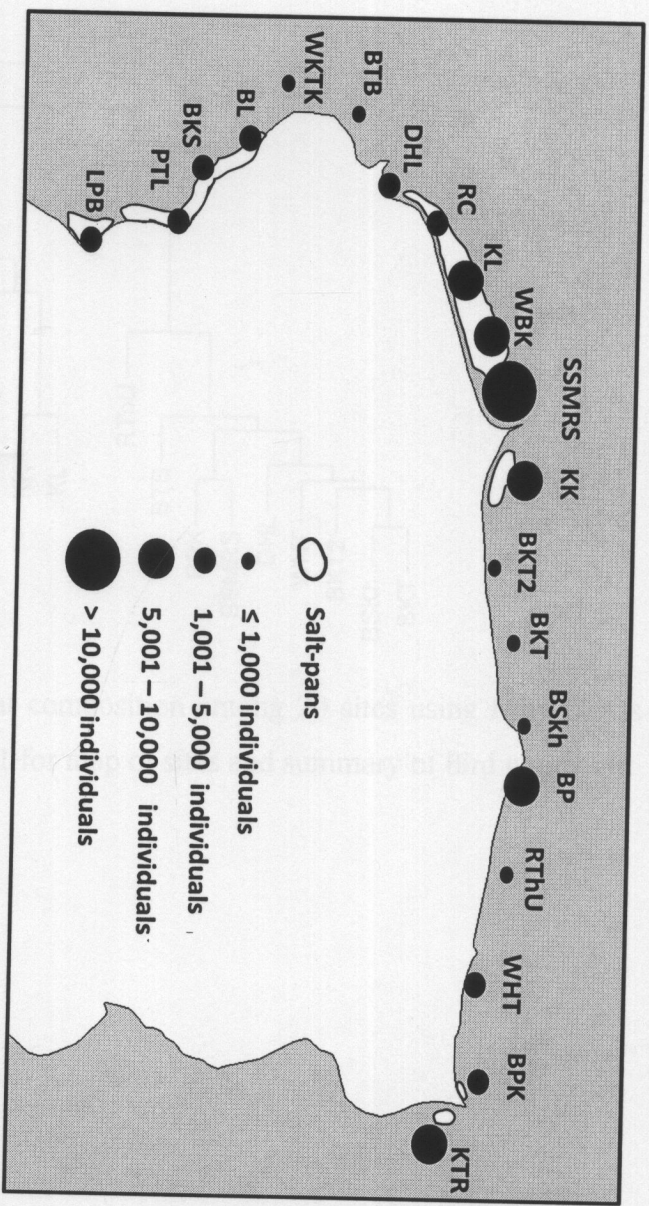 LPB
PTL
BKS
BL
WKTK
BTB
DHL
RC
KL
WBK
SSMRS
KK
BKT2
BKT
BSkh
BP
RThU
WHT
BPK
KTR
Salt-pans
≤ 1,000 individuals
1,001 – 5,000 individuals
5,001 – 10,000 individuals
> 10,000 individuals